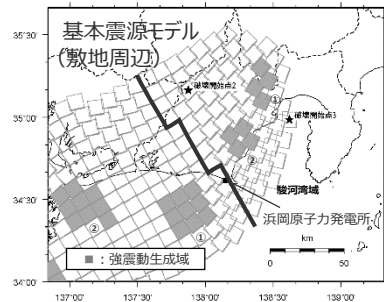 基本震源モデル
(敷地周辺)
35°30'
35°00'
34°30'
34°00'
★破壊開始点2
①
★破壊開始点3
②
駿河湾域
浜岡原子力発電所
②
①
km
0 50
■:強震動生成域
137°00' 137°30' 138°00' 138°30' 139°00'